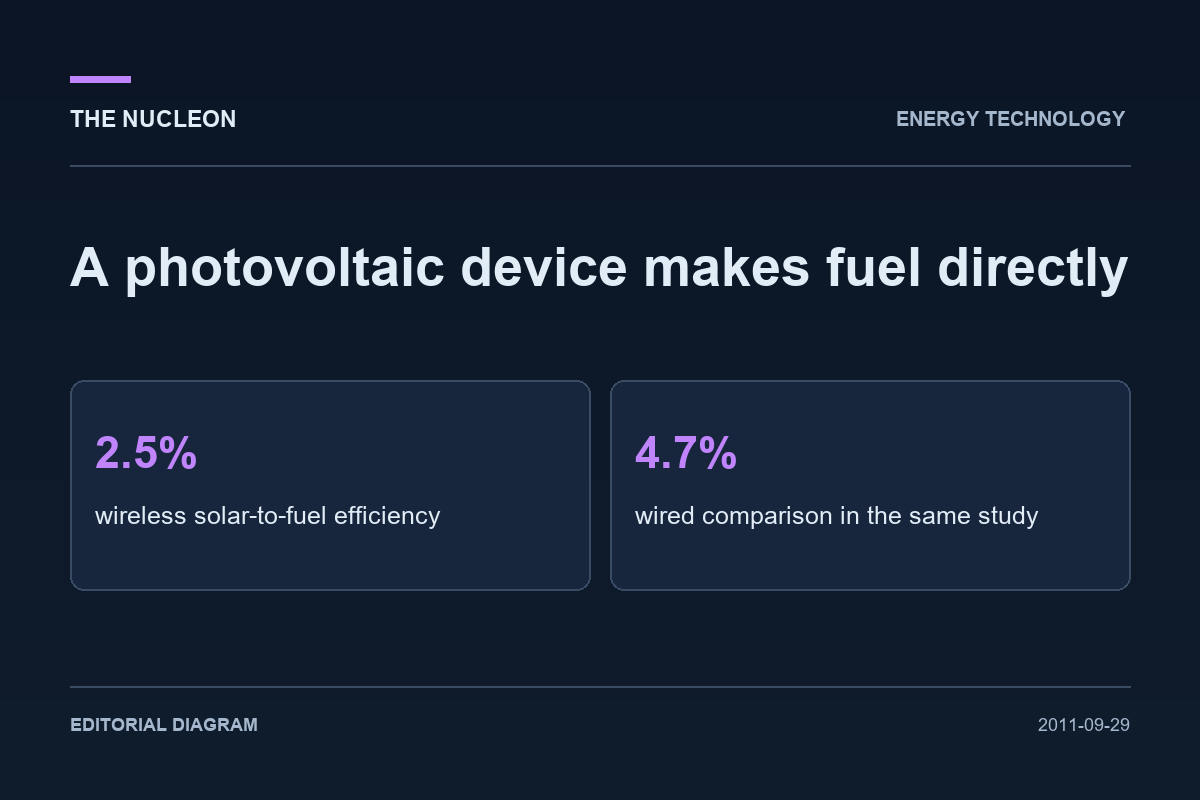 THE NUCLEON
ENERGY TECHNOLOGY
A photovoltaic device makes fuel directly
2.5%
wireless solar-to-fuel efficiency
4.7%
wired comparison in the same study
EDITORIAL DIAGRAM
2011-09-29